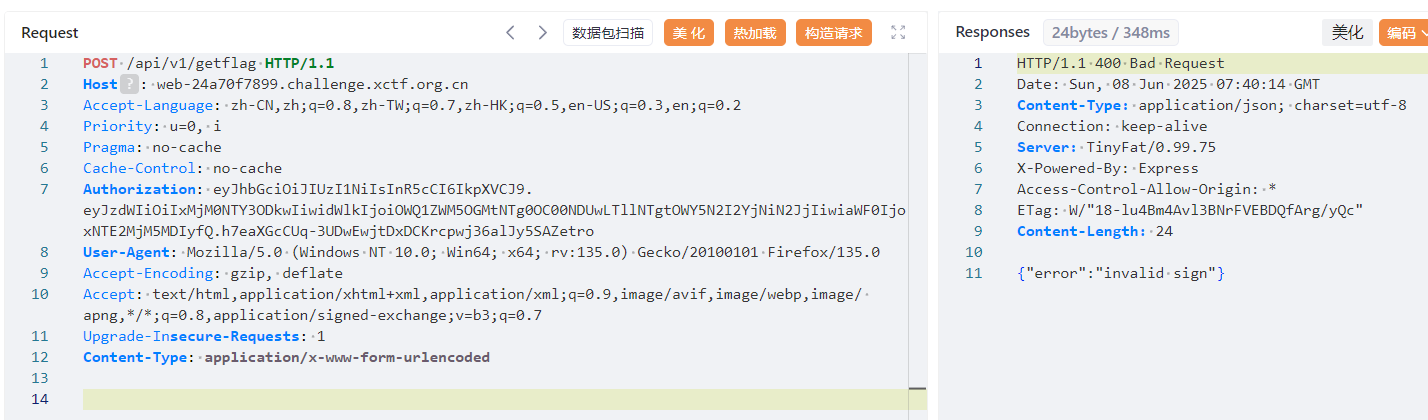 Request
数据包扫描
美 化
热加载
构造请求
Responses
24bytes / 348ms
美化
编码
1 POST /api/v1/getflag HTTP/1.1
2 Host ? : web-24a70f7899.challenge.xctf.org.cn
3 Accept-Language: zh-CN,zh;q=0.8,zh-TW;q=0.7,zh-HK;q=0.5,en-US;q=0.3,en;q=0.2
4 Priority: u=0, i
5 Pragma: no-cache
6 Cache-Control: no-cache
7 Authorization: eyJhbGciOiJIUzI1NiIsInR5cCI6IkpXVCJ9.
eyJzdWIiOiIxMjM0NTY3ODkwIiwidWlkIjoiOWQ1ZWM5OGMtNTg0OC00NDUwLTllNTgtOWY5N2I2YjNiN2JjIiwiaWF0Ijo
xNTE2MjM5MDIyfQ.h7eaXGcCUq-3UDwEwjtDxDCKrcpwj36alJy5SAZetro
8 User-Agent: Mozilla/5.0 (Windows NT 10.0; Win64; x64; rv:135.0) Gecko/20100101 Firefox/135.0
9 Accept-Encoding: gzip, deflate
10 Accept: text/html,application/xhtml+xml,application/xml;q=0.9,image/avif,image/webp,image/
apng,*/*;q=0.8,application/signed-exchange;v=b3;q=0.7
11 Upgrade-Insecure-Requests: 1
12 Content-Type: application/x-www-form-urlencoded
13
14
1 HTTP/1.1 400 Bad Request
2 Date: Sun, 08 Jun 2025 07:40:14 GMT
3 Content-Type: application/json; charset=utf-8
4 Connection: keep-alive
5 Server: TinyFat/0.99.75
6 X-Powered-By: Express
7 Access-Control-Allow-Origin: *
8 ETag: W/"18-lu4Bm4Avl3BNrFVEBDQfArg/yQc"
9 Content-Length: 24
10
11 {"error":"invalid sign"}